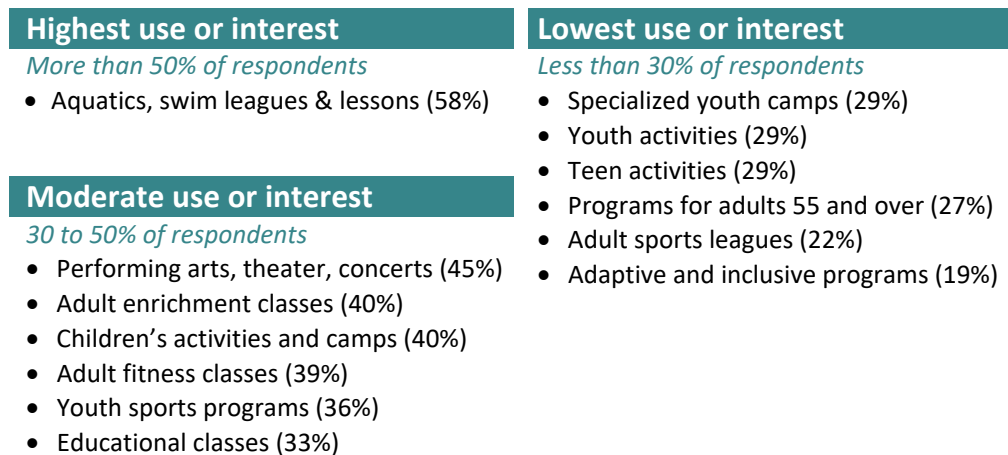 Highest use or interest
More than 50% of respondents
• Aquatics, swim leagues & lessons (58%)
Moderate use or interest
30 to 50% of respondents
• Performing arts, theater, concerts (45%)
• Adult enrichment classes (40%)
• Children’s activities and camps (40%)
• Adult fitness classes (39%)
• Youth sports programs (36%)
• Educational classes (33%)
Lowest use or interest
Less than 30% of respondents
• Specialized youth camps (29%)
• Youth activities (29%)
• Teen activities (29%)
• Programs for adults 55 and over (27%)
• Adult sports leagues (22%)
• Adaptive and inclusive programs (19%)